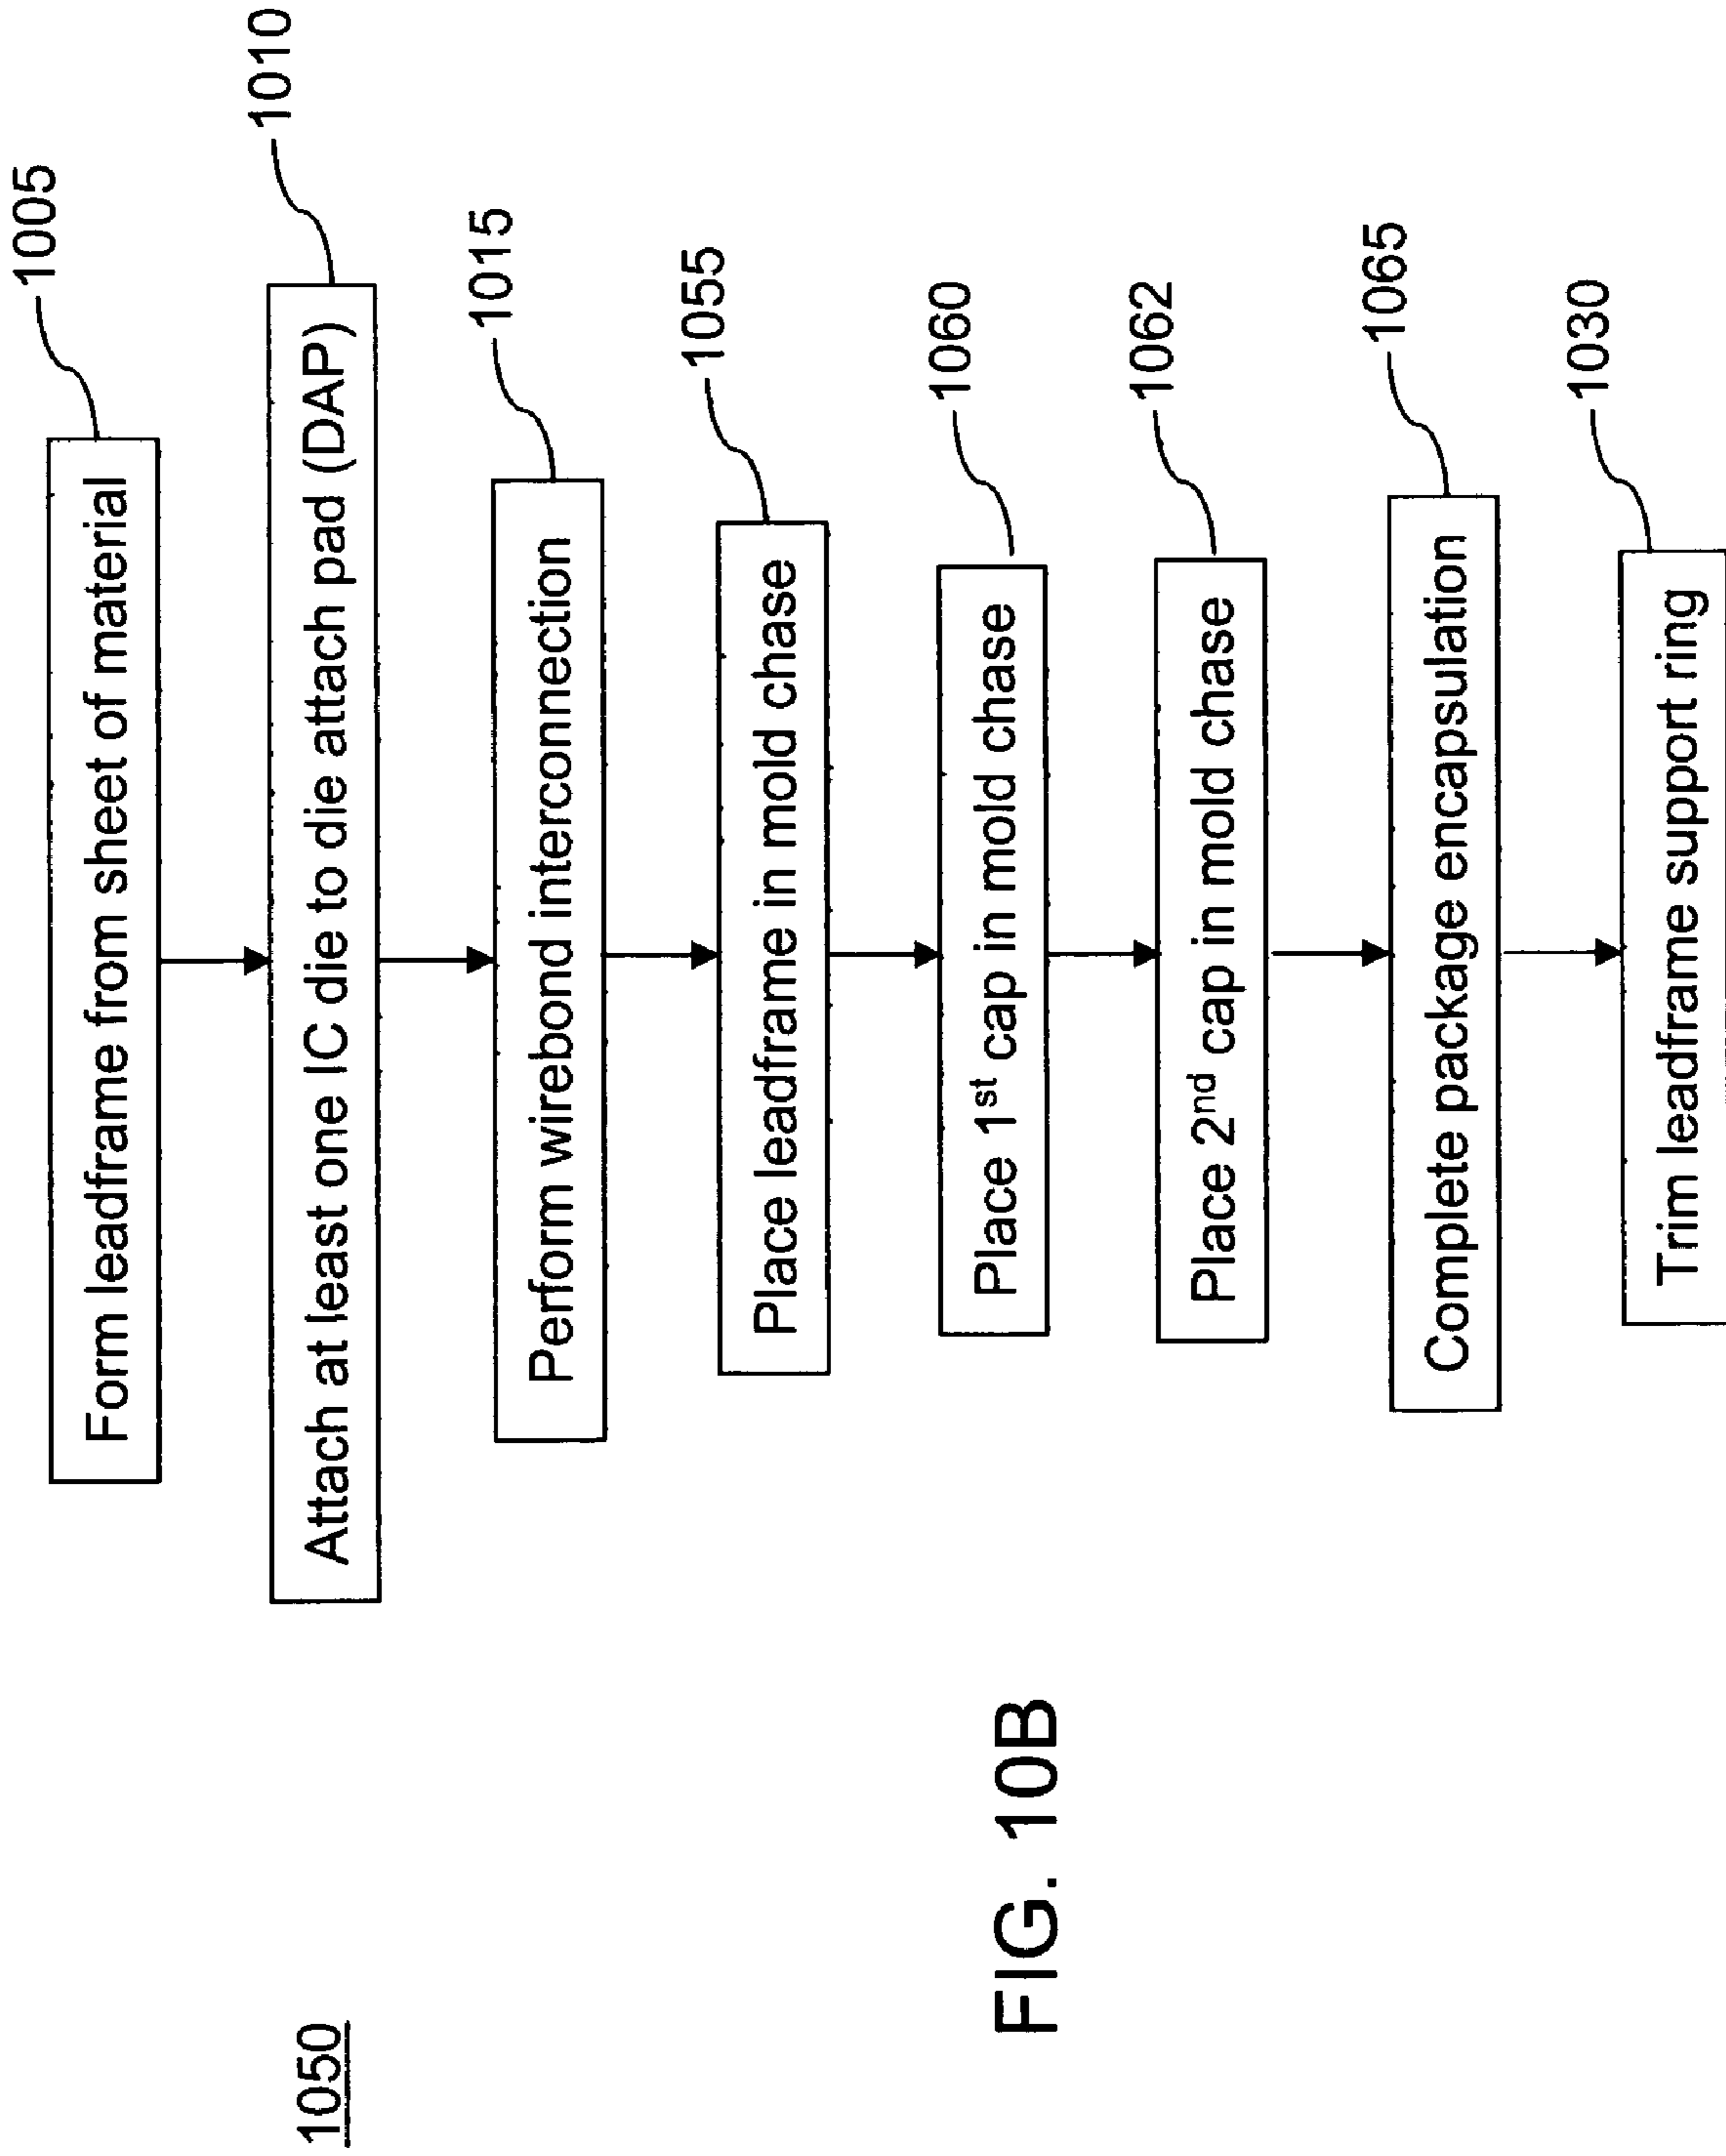 1050
Form leadframe from sheet of material
1005
Attach at least one IC die to die attach pad (DAP)
1010
Perform wirebond interconnection
1015
Place leadframe in mold chase
1055
Place 1st cap in mold chase
1060
Place 2nd cap in mold chase
1062
Complete package encapsulation
1065
Trim leadframe support ring
1030
FIG. 10B